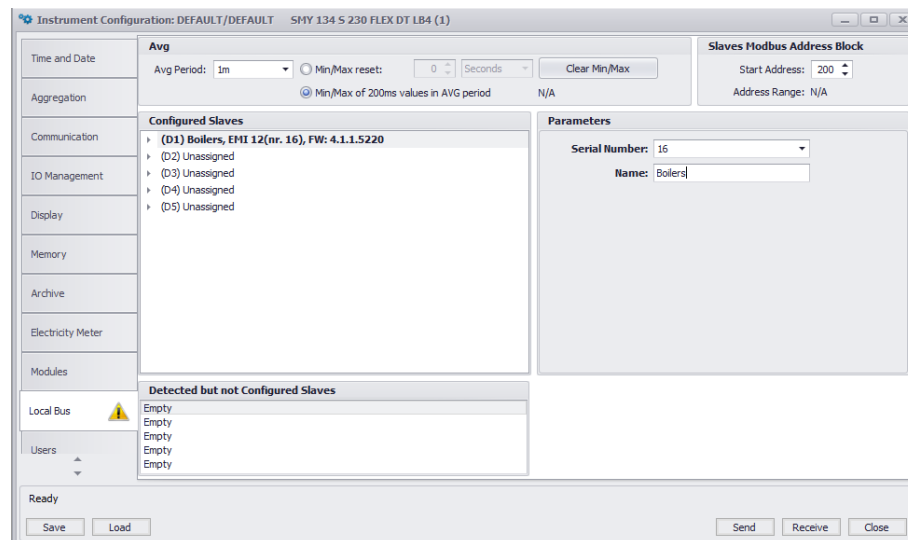 Instrument Configuration: DEFAULT/DEFAULT SMY 134 S 230 FLEX DT LB4 (1)
Time and Date
Aggregation
Communication
IO Management
Display
Memory
Archive
Electricity Meter
Modules
Local Bus
Users
Avg
Avg Period: 1m Min/Max reset: 0 Seconds Clear Min/Max
Min/Max of 200ms values in AVG period N/A
Slaves Modbus Address Block
Start Address: 200
Address Range: N/A
Configured Slaves
(D1) Boilers, EMI 12(nr. 16), FW: 4.1.1.5220
(D2) Unassigned
(D3) Unassigned
(D4) Unassigned
(D5) Unassigned
Parameters
Serial Number: 16
Name: Boilers
Detected but not Configured Slaves
Empty
Empty
Empty
Empty
Empty
Ready
Save Load Send Receive Close